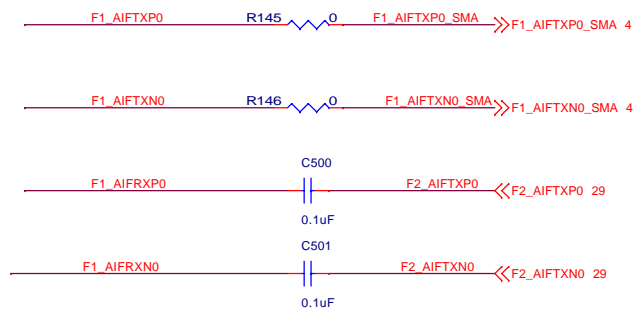 F1_AIFTXP0 R145 0 F1_AIFTXP0_SMA F1_AIFTXP0_SMA 4
F1_AIFTXN0 R146 0 F1_AIFTXN0_SMA F1_AIFTXN0_SMA 4
C500
F1_AIFRXP0 F2_AIFTXP0 F2_AIFTXP0 29
0.1uF
C501
F1_AIFRXN0 F2_AIFTXN0 F2_AIFTXN0 29
0.1uF